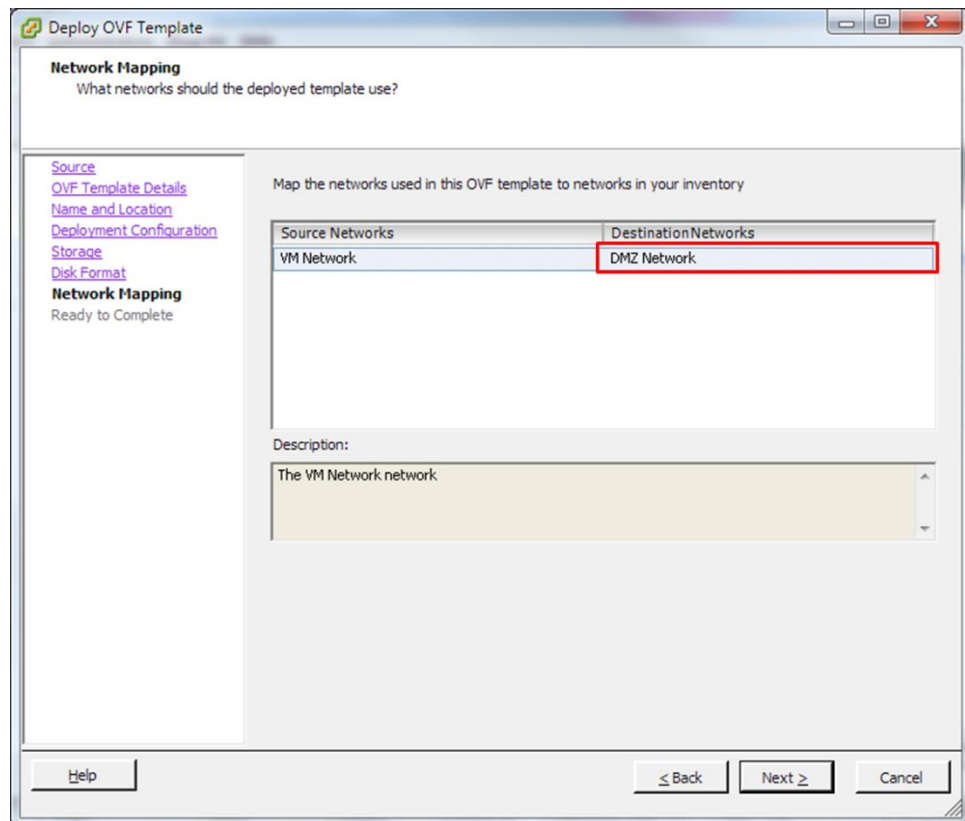 Deploy OVF Template
Network Mapping
What networks should the deployed template use?
Source
OVF Template Details
Name and Location
Deployment Configuration
Storage
Disk Format
Network Mapping
Ready to Complete
Map the networks used in this OVF template to networks in your inventory
Source Networks Destination Networks
VM Network DMZ Network
Description:
The VM Network network
Help ≤ Back Next ≥ Cancel